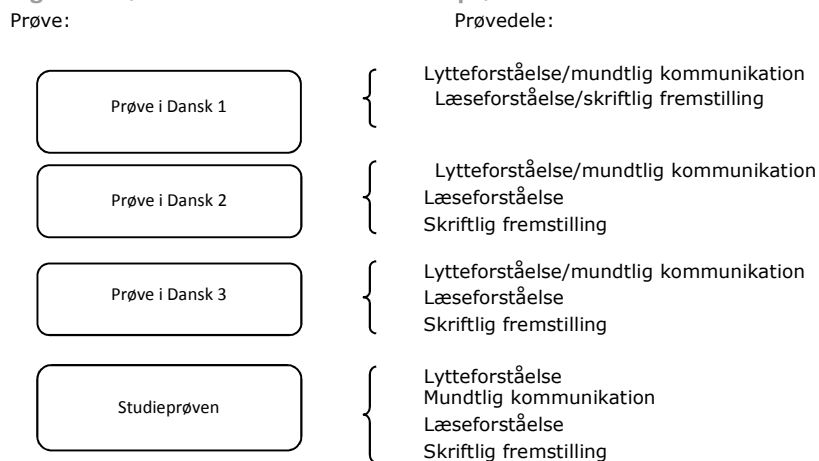 Prøve: Prøvedele:
Prøve i Dansk 1
Lytteforståelse/mundtlig kommunikation
Læseforståelse/skriftlig fremstilling
Prøve i Dansk 2
Lytteforståelse/mundtlig kommunikation
Læseforståelse
Skriftlig fremstilling
Prøve i Dansk 3
Lytteforståelse/mundtlig kommunikation
Læseforståelse
Skriftlig fremstilling
Studieprøven
Lytteforståelse
Mundtlig kommunikation
Læseforståelse
Skriftlig fremstilling